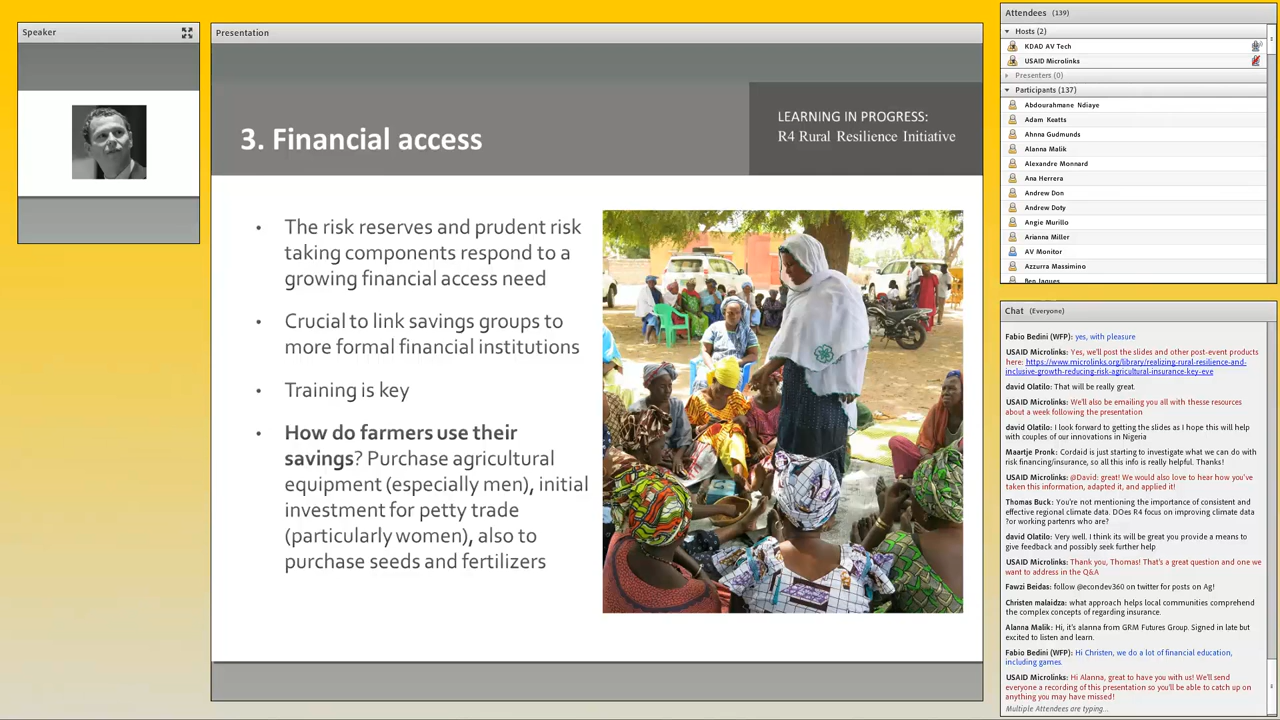 Speaker
Presentation
3. Financial access
LEARNING IN PROGRESS:
R4 Rural Resilience Initiative
• The risk reserves and prudent risk
taking components respond to a
growing financial access need
• Crucial to link savings groups to
more formal financial institutions
• Training is key
• How do farmers use their
savings? Purchase agricultural
equipment (especially men), initial
investment for petty trade
(particularly women), also to
purchase seeds and fertilizers
Attendees (139)
Hosts (2)
KDAD AV Tech
USAID Microlinks
Presenters (0)
Participants (137)
Abdourahmane Ndiaye
Adam Keatts
Ahnna Gudmunds
Alanna Malik
Alexandre Monnard
Ana Herrera
Andrew Don
Andrew Doty
Angie Murillo
Arianna Miller
AV Monitor
Azzurra Massimino
Ben Jaques
Chat (Everyone)
Fabio Bedini (WFP): yes, with pleasure
USAID Microlinks: Yes, we'll post the slides and other post-event products
here: https://www.microlinks.org/library/realizing-rural-resilience-and-
inclusive-growth-reducing-risk-agricultural-insurance-key-eve
david Olatilo: That will be really great.
USAID Microlinks: We'll also be emailing you all with thesse resources
about a week following the presentation
david Olatilo: I look forward to getting the slides as I hope this will help
with couples of our innovations in Nigeria
Maartje Pronk: Cordaid is just starting to investigate what we can do with
risk financing/insurance, so all this info is really helpful. Thanks!
USAID Microlinks: @David: great! We would also love to hear how you've
taken this information, adapted it, and applied it!
Thomas Buck: You're not mentioning the importance of consistent and
effective regional climate data. DOes R4 focus on improving climate data
?or working partenrs who are?
david Olatilo: Very well. I think its will be great you provide a means to
give feedback and possibly seek further help
USAID Microlinks: Thank you, Thomas! That's a great question and one we
want to address in the Q&A
Fawzi Beidas: follow @econdev360 on twitter for posts on Ag!
Christen malaidza: what approach helps local communities comprehend
the complex concepts of regarding insurance.
Alanna Malik: Hi, it's alanna from GRM Futures Group. Signed in late but
excited to listen and learn.
Fabio Bedini (WFP): Hi Christen, we do a lot of financial education,
including games.
USAID Microlinks: Hi Alanna, great to have you with us! We'll send
everyone a recording of this presentation so you'll be able to catch up on
anything you may have missed!
Multiple Attendees are typing...